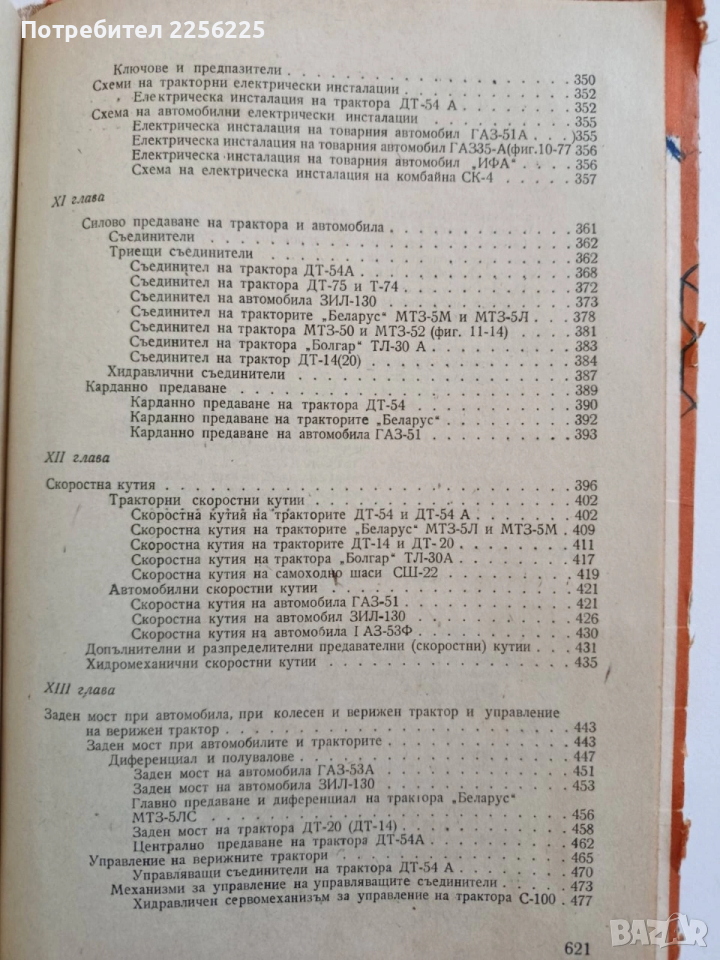 Потребител 2256225
Ключове и предпазители . . . . . . . . . . . . . . . 350
Схеми на тракторни електрически инсталации . . . . . . . . 352
Електрическа инсталация на трактора ДТ-54 А . . . . . . . 352
Схема на автомобилни електрически инсталации . . . . . . . 355
Електрическа инсталация на товарния автомобил ГАЗ-51А . . . )355
Електрическа инсталация на товарния автомобил ГАЗ35-А(фиг.10-77 356
Електрическа инсталация на товарния автомобил „ИФА“ . . . . 356
Схема на електрическа инсталация на комбайна СК-4 . . . . . 357
XI глава
Силово предаване на трактора и автомобила . . . . . . . . . 361
Съединители . . . . . . . . . . . . . . . . . . 362
Триещи съединители . . . . . . . . . . . . . . . 362
Съединител на трактора ДТ-54А . . . . . . . . . . . 368
Съединител на трактора ДТ-75 и Т-74 . . . . . . . . . 372
Съединител на автомобила ЗИЛ-130 . . . . . . . . . . 373
Съединител на тракторите „Беларус“ МТЗ-5М и МТЗ-5Л . . . 378
Съединител на трактора МТЗ-50 и МТЗ-52 (фиг. 11-14) . . . . 381
Съединител на трактора „Болгар“ ТЛ-30 А . . . . . . . . 383
Съединител на трактор ДТ-14(20) . . . . . . . . . . . 384
Хидравлични съединители . . . . . . . . . . . . . . 387
Карданно предаване . . . . . . . . . . . . . . . . . 389
Карданно предаване на трактора ДТ-54 . . . . . . . . . 390
Карданно предаване на тракторите „Беларус“ . . . . . . . 392
Карданно предаване на автомобила ГАЗ-51 . . . . . . . . 393
XII глава
Скоростна кутия . . . . . . . . . . . . . . . . . . . 396
Тракторни скоростни кутии . . . . . . . . . . . . . 402
Скоростна кутия на тракторите ДТ-54 и ДТ-54 А . . . . . . 402
Скоростна кутия на тракторите „Беларус“ МТЗ-5Л и МТЗ-5М . 409
Скоростна кутия на тракторите ДТ-14 и ДТ-20 . . . . . . . 411
Скоростна кутия на трактора „Болгар“ ТЛ-30А . . . . . . . 417
Скоростна кутия на самоходно шаси СШ-22 . . . . . . . . 419
Автомобилни скоростни кутии . . . . . . . . . . . . . 421
Скоростна кутия на автомобила ГАЗ-51 . . . . . . . . . 421
Скоростна кутия на автомобил ЗИЛ-130 . . . . . . . . . 426
Скоростна кутия на автомобила I АЗ-53Ф . . . . . . . . . 430
Допълнителни и разпределителни предавателни (скоростни) кутии . . 431
Хидромеханични скоростни кутии . . . . . . . . . . . . . 435
XIII глава
Заден мост при автомобила, при колесен и верижен трактор и управление
на верижен трактор . . . . . . . . . . . . . . . . . . 443
Заден мост при автомобилите и тракторите . . . . . . . . . . 443
Диференциал и полувалове . . . . . . . . . . . . . . 447
Заден мост на автомобила ГАЗ-53А . . . . . . . . . . 451
Заден мост на автомобила ЗИЛ-130 . . . . . . . . . . 453
Главно предаване и диференциал на трактора „Беларус“
МТЗ-5ЛС . . . . . . . . . . . . . . . . . . . 456
Заден мост на трактора ДТ-20 (ДТ-14) . . . . . . . . . 458
Централно предаване на трактора ДТ-54А . . . . . . . . 462
Управление на верижните трактори . . . . . . . . . . . . 465
Управляващи съединители на трактора ДТ-54 А . . . . . . . 470
Механизми за управление на управляващите съединители . . . . 473
Хидравличен сервомеханизъм за управление на трактора С-100 . 477
621
BAZAR